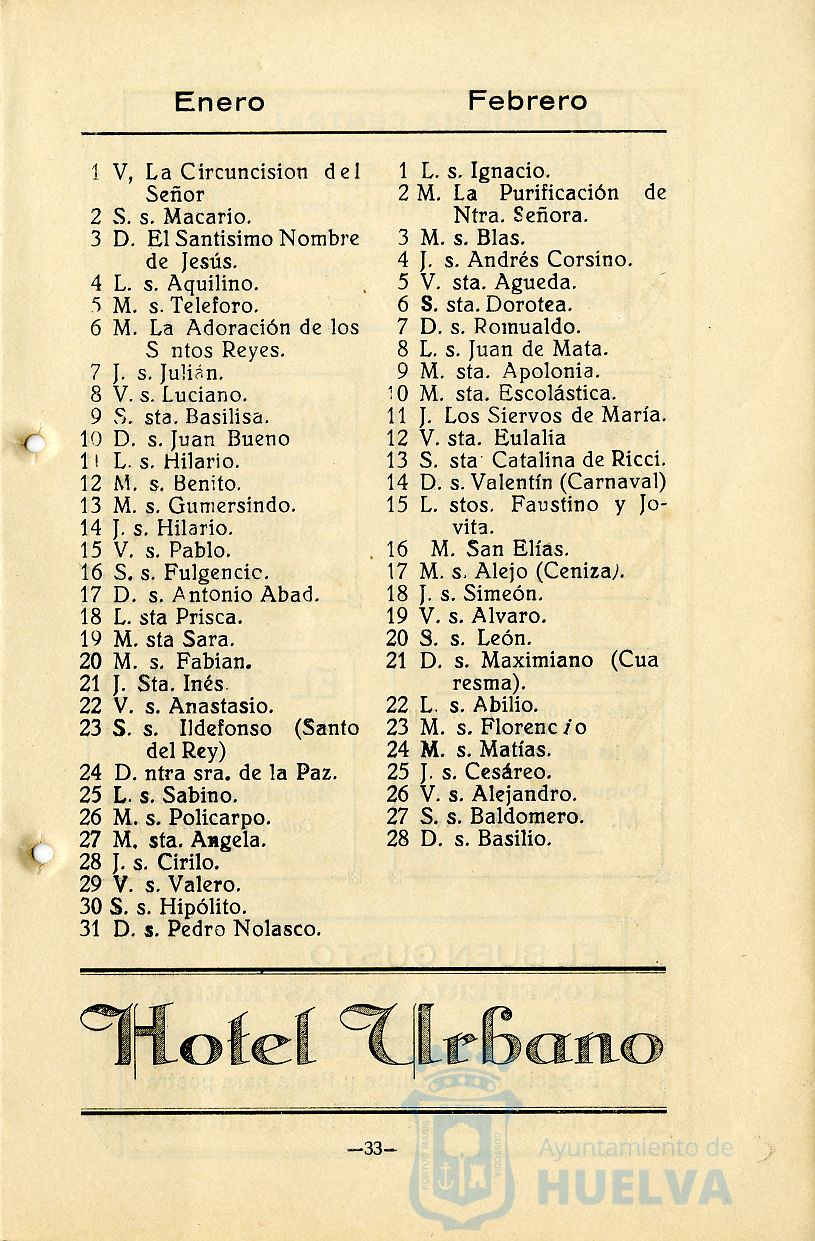 Enero
1 V, La Circuncision del
Señor
2 S. s. Macario.
3 D. El Santisimo Nombre
de Jesús.
4 L. s. Aquilino.
5 M. s. Teleforo.
6 M. La Adoración de los
S ntos Reyes.
7 J. s. Julián.
8 V. s. Luciano.
9 S. sta. Basilisa.
10 D. s. Juan Bueno
11 L. s. Hilario.
12 M. s. Benito.
13 M. s. Gumersindo.
14 J. s. Hilario.
15 V. s. Pablo.
16 S. s. Fulgencic.
17 D. s. Antonio Abad.
18 L. sta Prisca.
19 M. sta Sara.
20 M. s. Fabian.
21 J. Sta. Inés.
22 V. s. Anastasio.
23 S. s. Ildefonso (Santo
del Rey)
24 D. ntra sra. de la Paz.
25 L. s. Sabino.
26 M. s. Policarpo.
27 M. sta. Angela.
28 J. s. Cirilo.
29 V. s. Valero.
30 S. s. Hipólito.
31 D. s. Pedro Nolasco.
Febrero
1 L. s. Ignacio.
2 M. La Purificación de
Ntra. Señora.
3 M. s. Blas.
4 J. s. Andrés Corsino.
5 V. sta. Agueda.
6 S. sta. Dorotea.
7 D. s. Romualdo.
8 L. s. Juan de Mata.
9 M. sta. Apolonia.
10 M. sta. Escolástica.
11 J. Los Siervos de María.
12 V. sta. Eulalia
13 S. sta Catalina de Ricci.
14 D. s. Valentín (Carnaval)
15 L. stos. Faustino y Jo-
vita.
16 M. San Elías.
17 M. s. Alejo (Ceniza).
18 J. s. Simeón.
19 V. s. Alvaro.
20 S. s. León.
21 D. s. Maximiano (Cua
resma).
22 L. s. Abilio.
23 M. s. Florencio
24 M. s. Matías.
25 J. s. Cesáreo.
26 V. s. Alejandro.
27 S. s. Baldomero.
28 D. s. Basilio.
Hotel Urbano
—33—
PORTUS MARIS
CUSTODIA
Ayuntamiento de
HUELVA